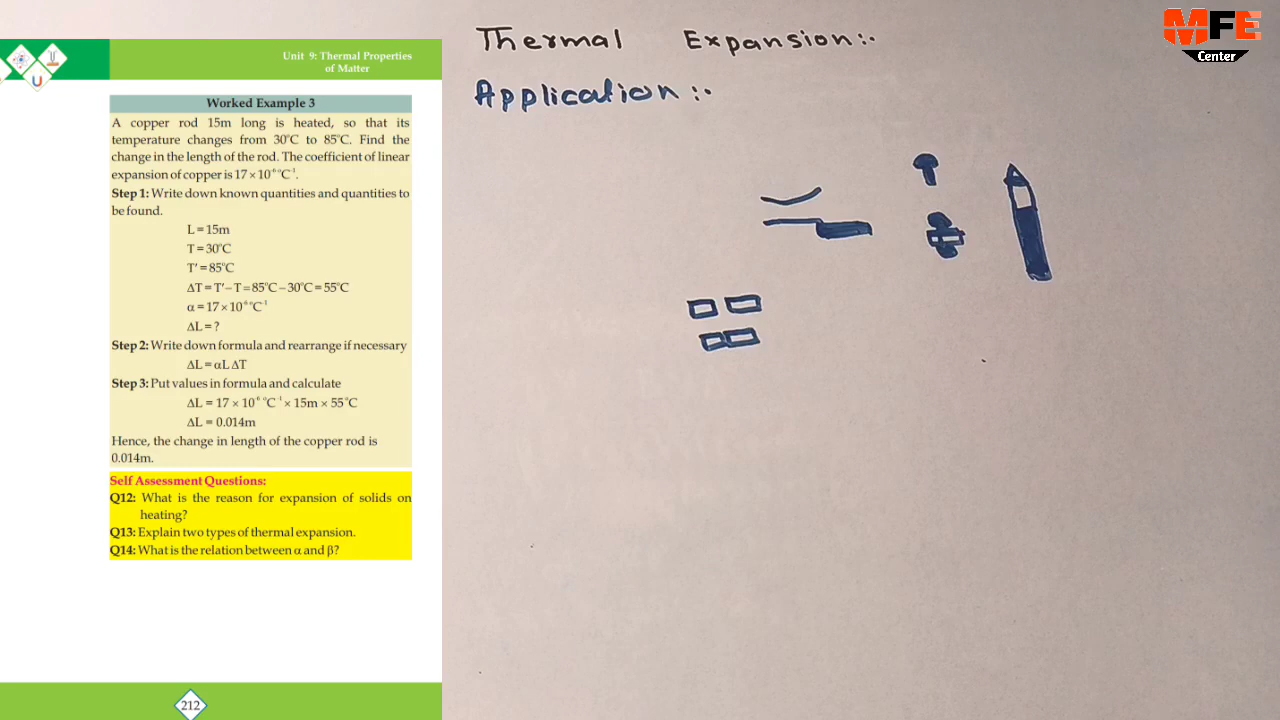 Unit 9: Thermal Properties
of Matter
Worked Example 3
A copper rod 15m long is heated, so that its
temperature changes from 30°C to 85°C. Find the
change in the length of the rod. The coefficient of linear
expansion of copper is 17 × 10⁻⁶ °C⁻¹.
Step 1: Write down known quantities and quantities to
be found.
L = 15m
T = 30°C
T′ = 85°C
ΔT = T′ – T = 85°C – 30°C = 55°C
α = 17 × 10⁻⁶ °C⁻¹
ΔL = ?
Step 2: Write down formula and rearrange if necessary
ΔL = αL ΔT
Step 3: Put values in formula and calculate
ΔL = 17 × 10⁻⁶ °C⁻¹ × 15m × 55°C
ΔL = 0.014m
Hence, the change in length of the copper rod is
0.014m.
Self Assessment Questions:
Q12: What is the reason for expansion of solids on
heating?
Q13: Explain two types of thermal expansion.
Q14: What is the relation between α and β?
212
Thermal Expansion:.
Application:.
MFE
Center